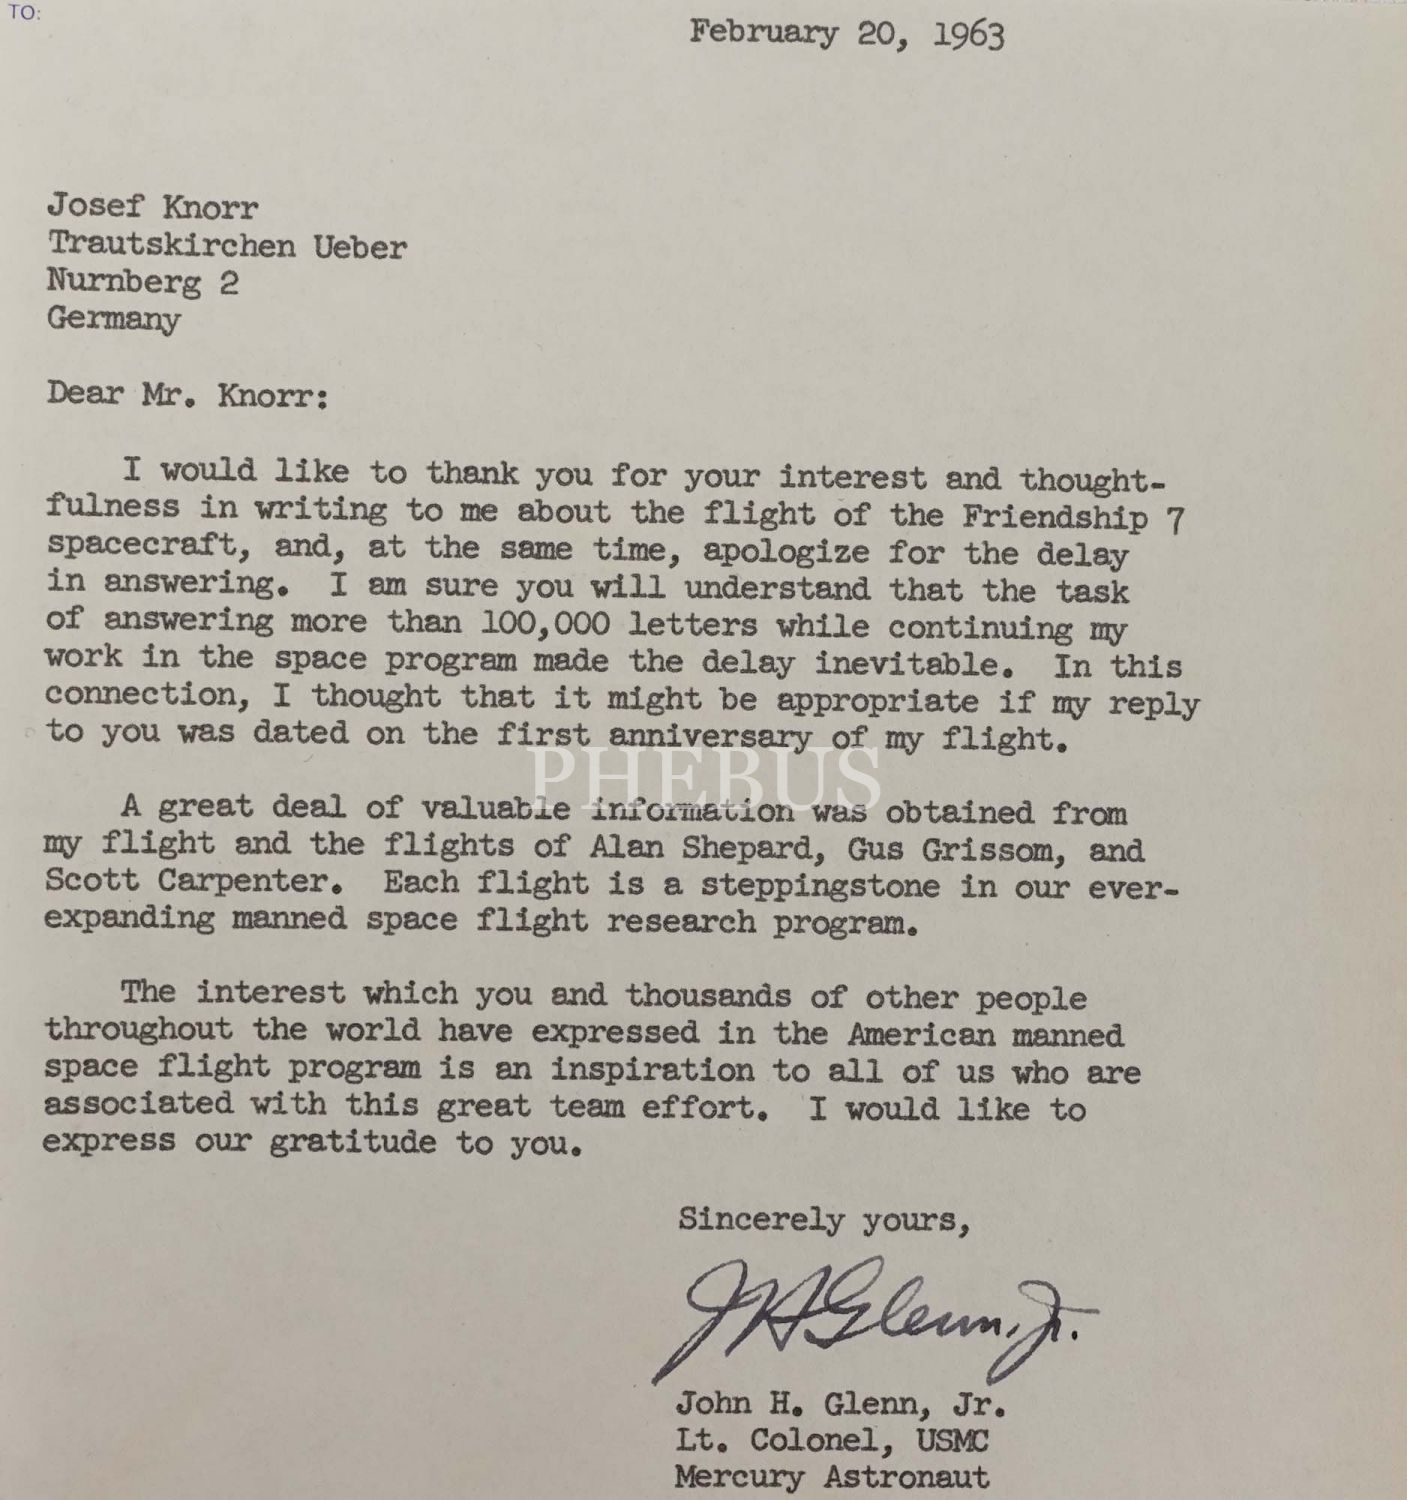 TO:
February 20, 1963
Josef Knorr
Trautskirchen Ueber
Nurnberg 2
Germany
Dear Mr. Knorr:
I would like to thank you for your interest and thought-
fulness in writing to me about the flight of the Friendship 7
spacecraft, and, at the same time, apologize for the delay
in answering. I am sure you will understand that the task
of answering more than 100,000 letters while continuing my
work in the space program made the delay inevitable. In this
connection, I thought that it might be appropriate if my reply
to you was dated on the first anniversary of my flight.
PHEBUS
A great deal of valuable information was obtained from
my flight and the flights of Alan Shepard, Gus Grissom, and
Scott Carpenter. Each flight is a steppingstone in our ever-
expanding manned space flight research program.
The interest which you and thousands of other people
throughout the world have expressed in the American manned
space flight program is an inspiration to all of us who are
associated with this great team effort. I would like to
express our gratitude to you.
Sincerely yours,
JHGlenn, Jr.
John H. Glenn, Jr.
Lt. Colonel, USMC
Mercury Astronaut